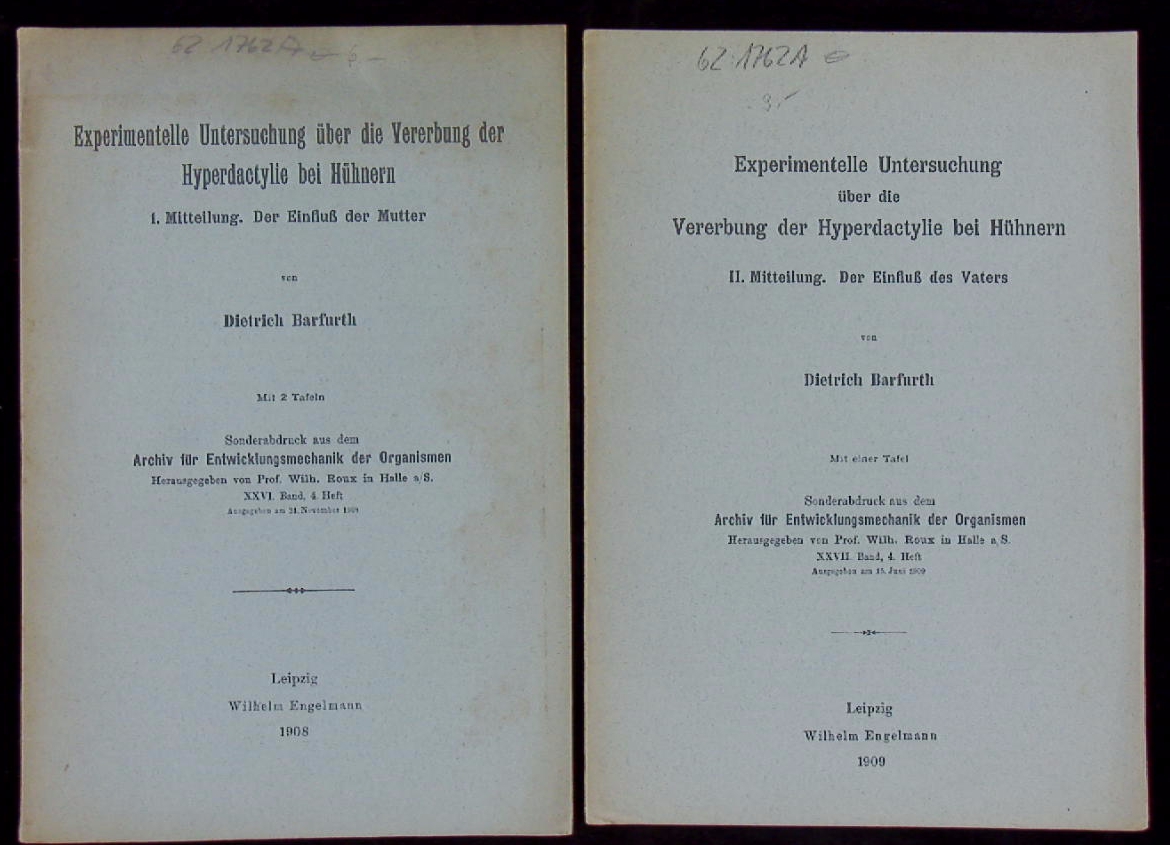 62 1762A
Experimentelle Untersuchung über die Vererbung der
Hyperdactylie bei Hühnern
I. Mitteilung. Der Einfluß der Mutter
von
Dietrich Barfurth
Mit 2 Tafeln
Sonderabdruck aus dem
Archiv für Entwicklungsmechanik der Organismen
Herausgegeben von Prof. Wilh. Roux in Halle a/S.
XXVI. Band, 4. Heft
Ausgegeben am 24. November 1908
Leipzig
Wilhelm Engelmann
1908
62 1762A
Experimentelle Untersuchung
über die
Vererbung der Hyperdactylie bei Hühnern
II. Mitteilung. Der Einfluß des Vaters
von
Dietrich Barfurth
Mit einer Tafel
Sonderabdruck aus dem
Archiv für Entwicklungsmechanik der Organismen
Herausgegeben von Prof. Wilh. Roux in Halle a/S.
XXVII. Band, 4. Heft
Ausgegeben am 15. Juni 1909
Leipzig
Wilhelm Engelmann
1909